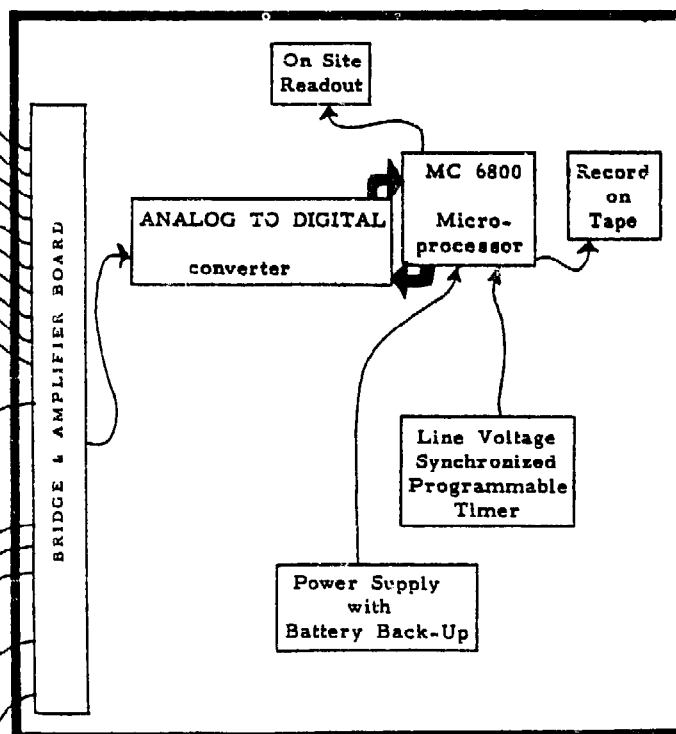 On Site
Readout
MC 6800
Micro-
processor
Record
on
Tape
ANALOG TO DIGITAL
converter
BRIDGE & AMPLIFIER BOARD
Line Voltage
Synchronized
Programmable
Timer
Power Supply
with
Battery Back-Up